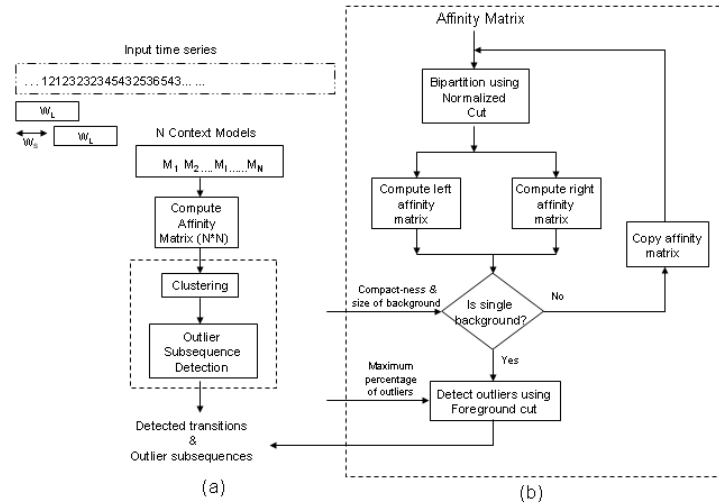 Input time series
. . . 12123232345432536543... ...
W_L
W_s
W_L
N Context Models
M_1 M_2 .... M_I ...... M_N
Compute
Affinity
Matrix (N*N)
Clustering
Outlier
Subsequence
Detection
Detected transitions
&
Outlier subsequences
(a)
Affinity Matrix
Bipartition using
Normalized
Cut
Compute left
affinity
matrix
Compute right
affinity
matrix
Copy affinity
matrix
Compact-ness &
size of background
Is single
background?
No
Yes
Maximum
percentage
of outliers
Detect outliers using
Foreground cut
(b)